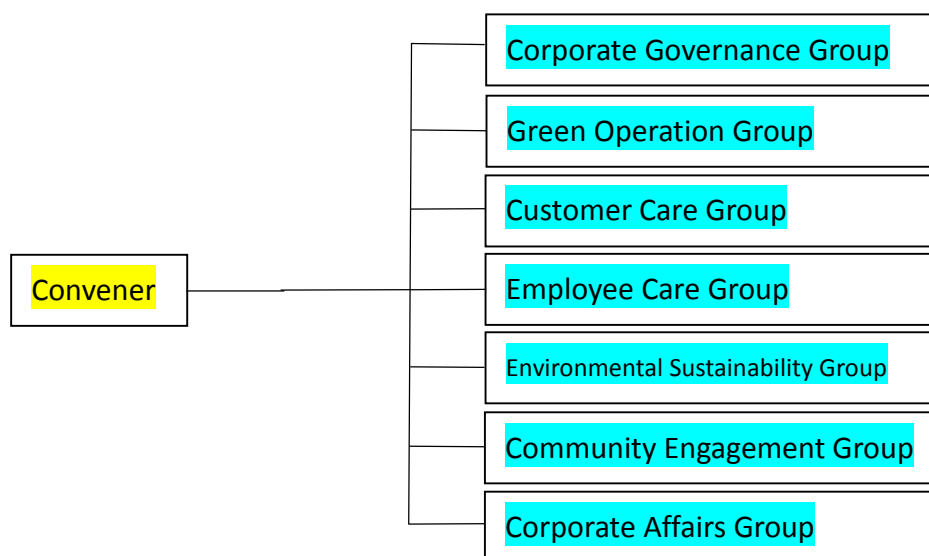 Corporate Governance Group
Green Operation Group
Customer Care Group
Convener
Employee Care Group
Environmental Sustainability Group
Community Engagement Group
Corporate Affairs Group